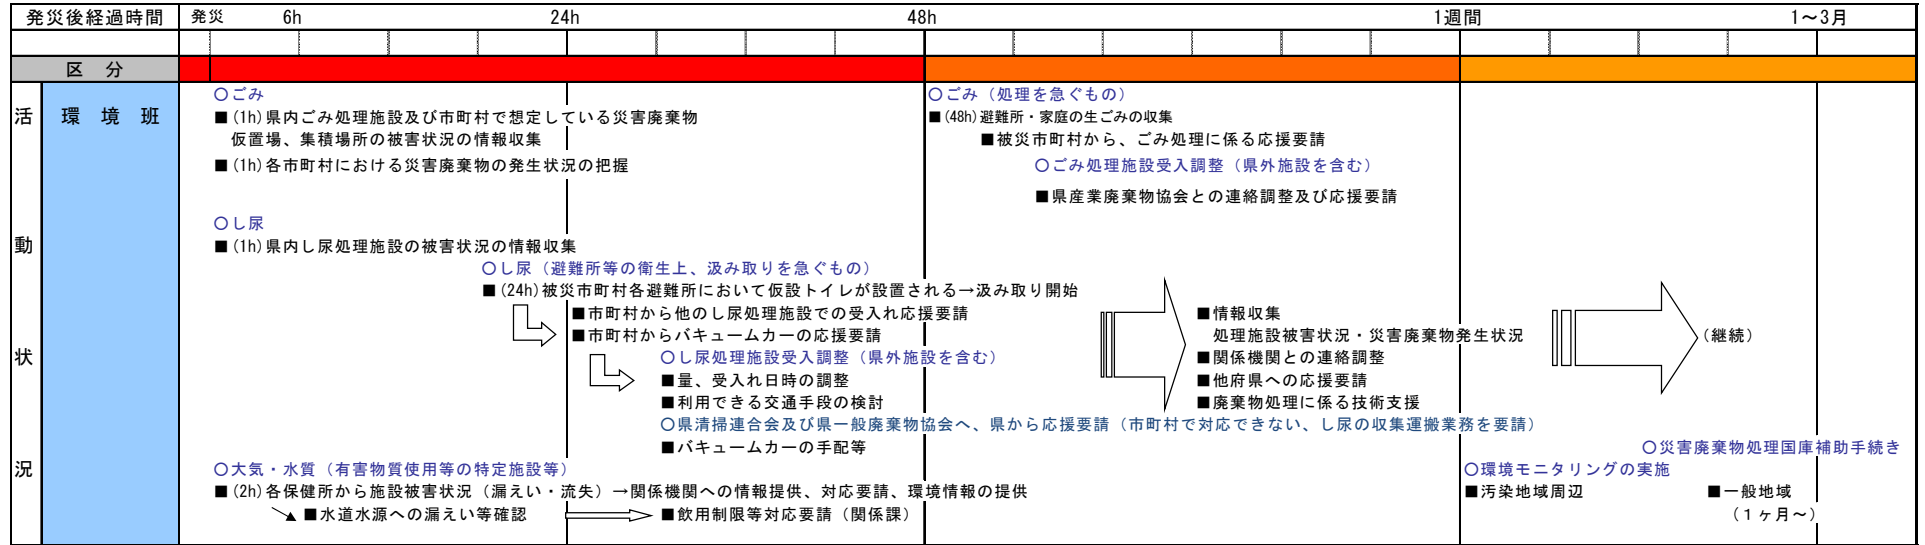 発災後経過時間 発災 6h 24h 48h 1週間 1～3月
区 分
活動状況
環 境 班
○ごみ
■(1h)県内ごみ処理施設及び市町村で想定している災害廃棄物
仮置場、集積場所の被害状況の情報収集
■(1h)各市町村における災害廃棄物の発生状況の把握
○ごみ（処理を急ぐもの）
■(48h)避難所・家庭の生ごみの収集
■被災市町村から、ごみ処理に係る応援要請
○ごみ処理施設受入調整（県外施設を含む）
■県産業廃棄物協会との連絡調整及び応援要請
○し尿
■(1h)県内し尿処理施設の被害状況の情報収集
○し尿（避難所等の衛生上、汲み取りを急ぐもの）
■(24h)被災市町村各避難所において仮設トイレが設置される→汲み取り開始
■市町村から他のし尿処理施設での受入れ応援要請
■市町村からバキュームカーの応援要請
○し尿処理施設受入調整（県外施設を含む）
■量、受入れ日時の調整
■利用できる交通手段の検討
○県清掃連合会及び県一般廃棄物協会へ、県から応援要請（市町村で対応できない、し尿の収集運搬業務を要請）
■バキュームカーの手配等
■情報収集
処理施設被害状況・災害廃棄物発生状況
■関係機関との連絡調整
■他府県への応援要請
■廃棄物処理に係る技術支援
（継続）
○災害廃棄物処理国庫補助手続き
○大気・水質（有害物質使用等の特定施設等）
■(2h)各保健所から施設被害状況（漏えい・流失）→関係機関への情報提供、対応要請、環境情報の提供
■水道水源への漏えい等確認
■飲用制限等対応要請（関係課）
○環境モニタリングの実施
■汚染地域周辺
■一般地域
（１ヶ月～）